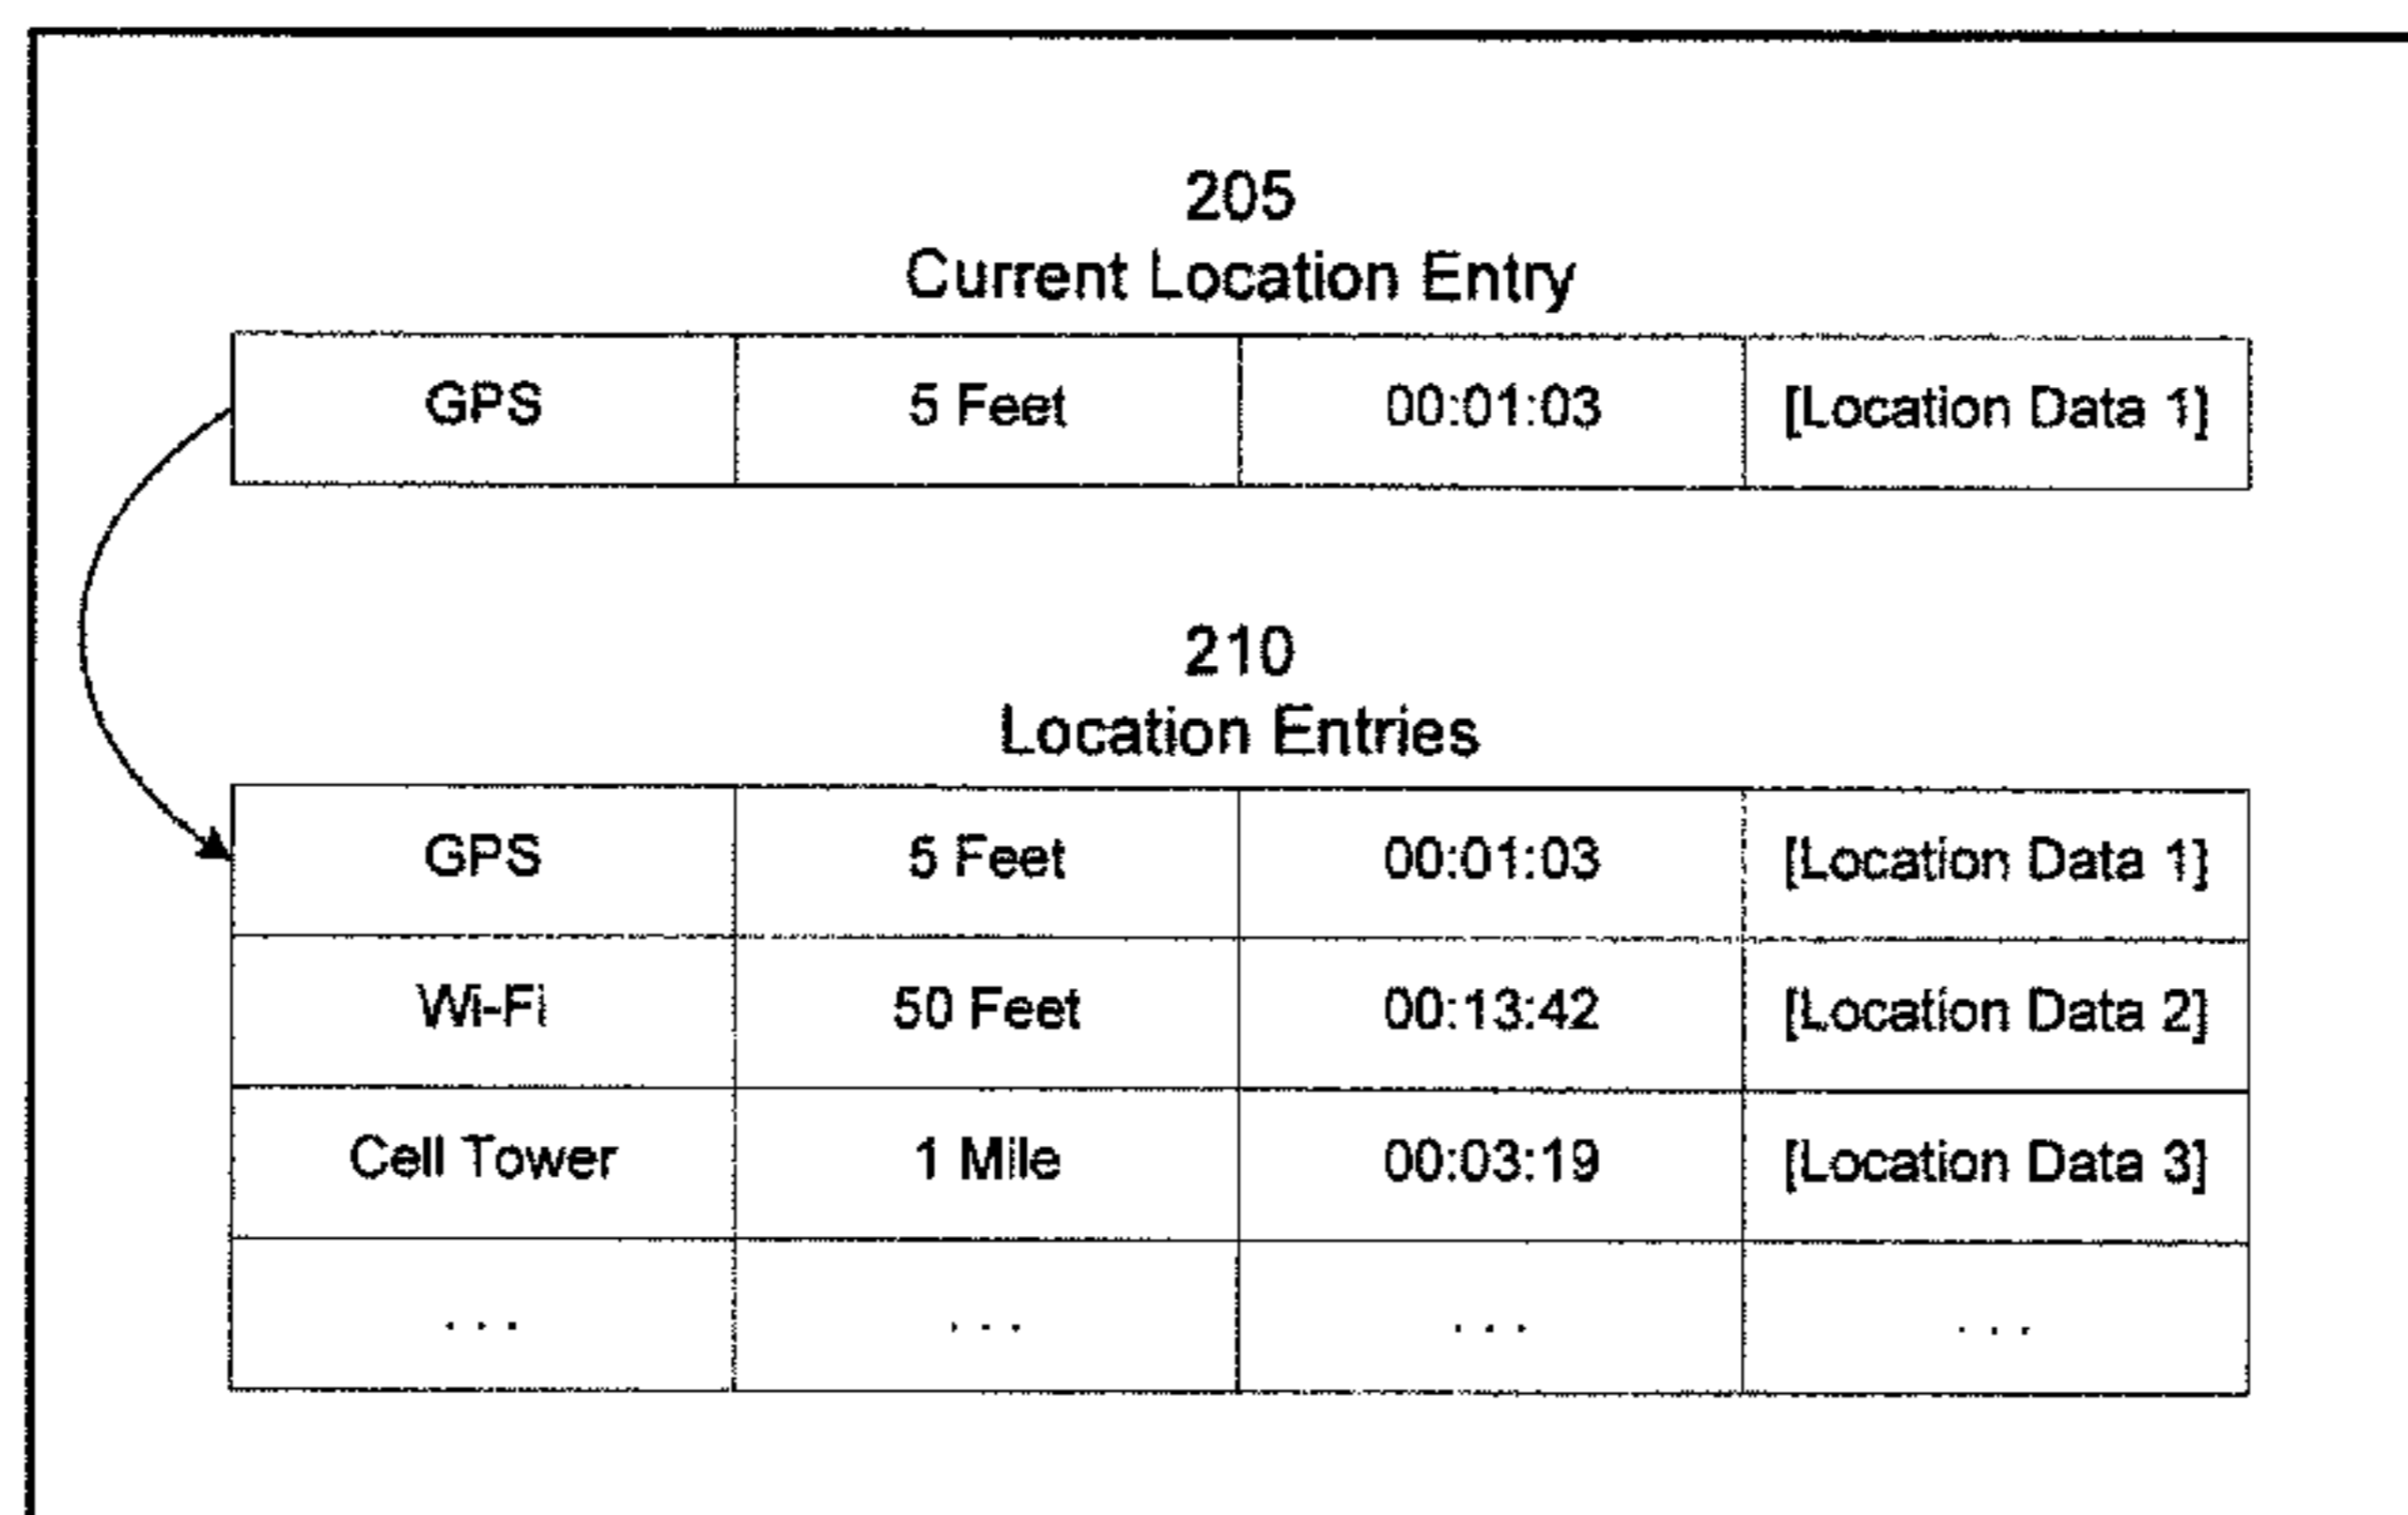 205
Current Location Entry
GPS 5 Feet 00:01:03 [Location Data 1]
210
Location Entries
GPS 5 Feet 00:01:03 [Location Data 1]
Wi-Fi 50 Feet 00:13:42 [Location Data 2]
Cell Tower 1 Mile 00:03:19 [Location Data 3]
... ... ... ...